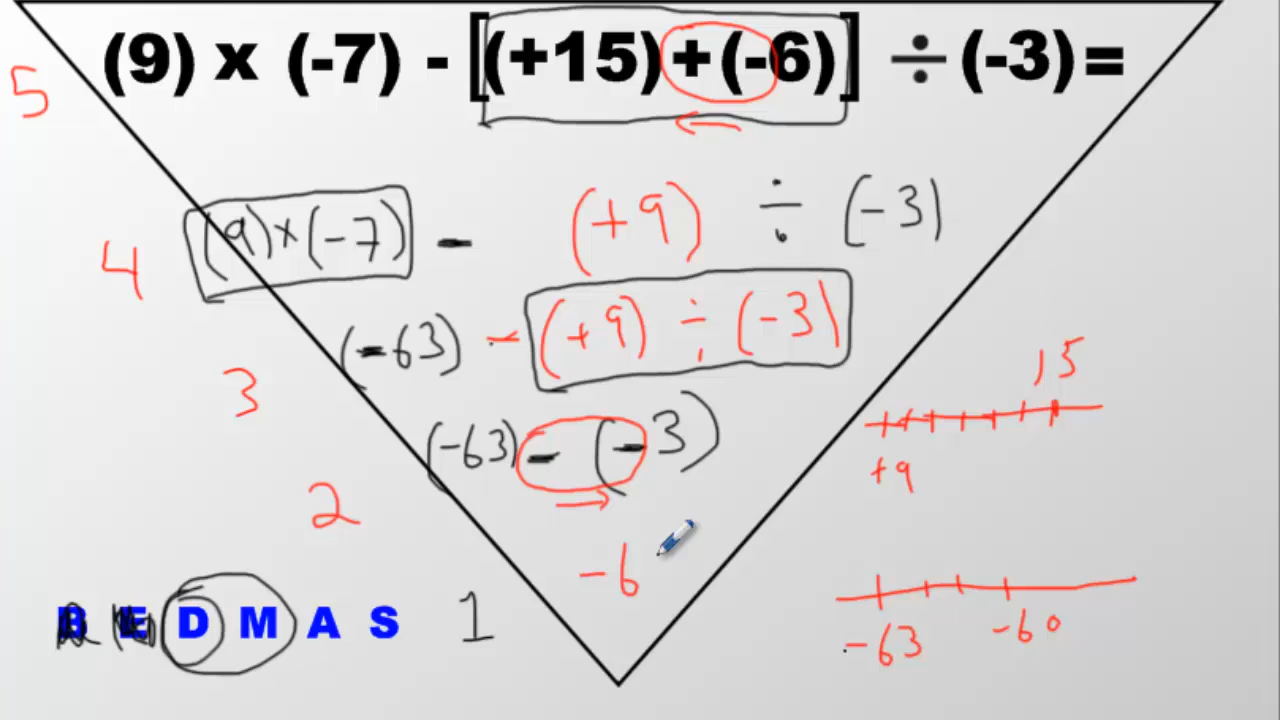 (9) x (-7) - [(+15) + (-6)] ÷ (-3) =
5
(9) x (-7) - (+9) ÷ (-3)
4
(-63) - (+9) ÷ (-3)
15
3
(-63) - (-3)
+9
2
-6
B E D M A S 1
-63 -60